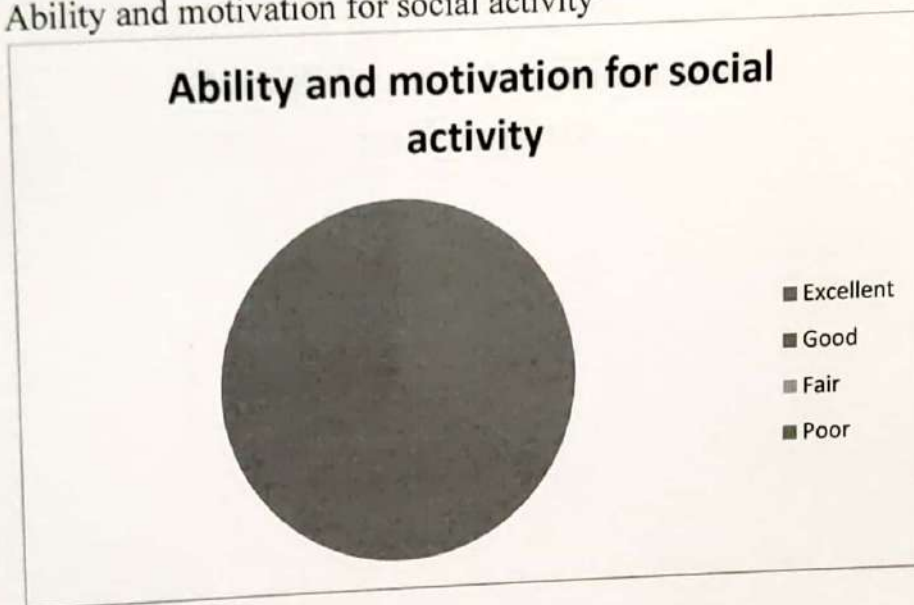 Ability and motivation for social activity
Ability and motivation for social
activity
Excellent
Good
Fair
Poor